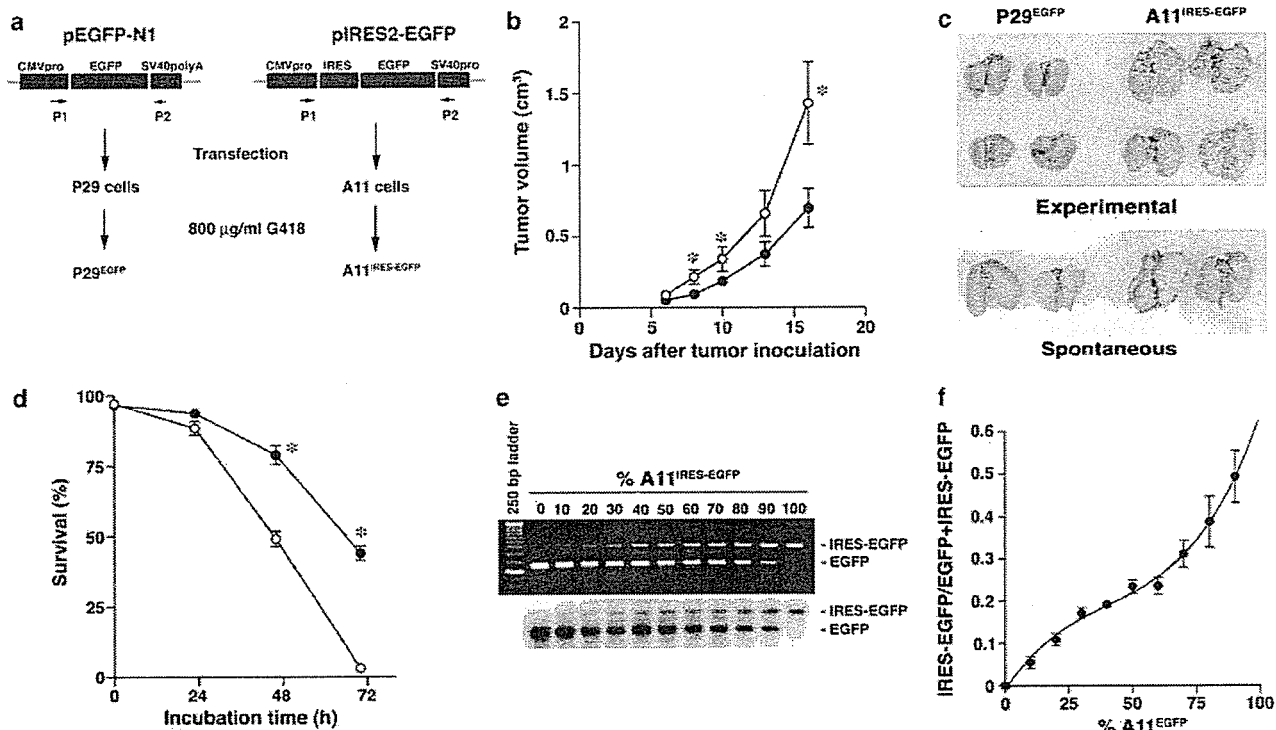 a
pEGFP-N1
pIRES2-EGFP
CMVpro EGFP SV40polyA
CMVpro IRES EGFP SV40pro
P1 P2
P1 P2
Transfection
P29 cells
A11 cells
800 µg/ml G418
P29EGFP
A11IRES-EGFP
b
Tumor volume (cm3)
2
1.5
1
0.5
0
0 5 10 15 20
Days after tumor inoculation
*
*
*
c
P29EGFP
A11IRES-EGFP
Experimental
Spontaneous
d
Survival (%)
100
75
50
25
0
0 24 48 72
Incubation time (h)
*
*
e
250 bp ladder
% A11IRES-EGFP
0 10 20 30 40 50 60 70 80 90 100
- IRES-EGFP
- EGFP
- IRES-EGFP
- EGFP
f
IRES-EGFP/EGFP+IRES-EGFP
0.6
0.5
0.4
0.3
0.2
0.1
0
0 25 50 75 100
% A11EGFP